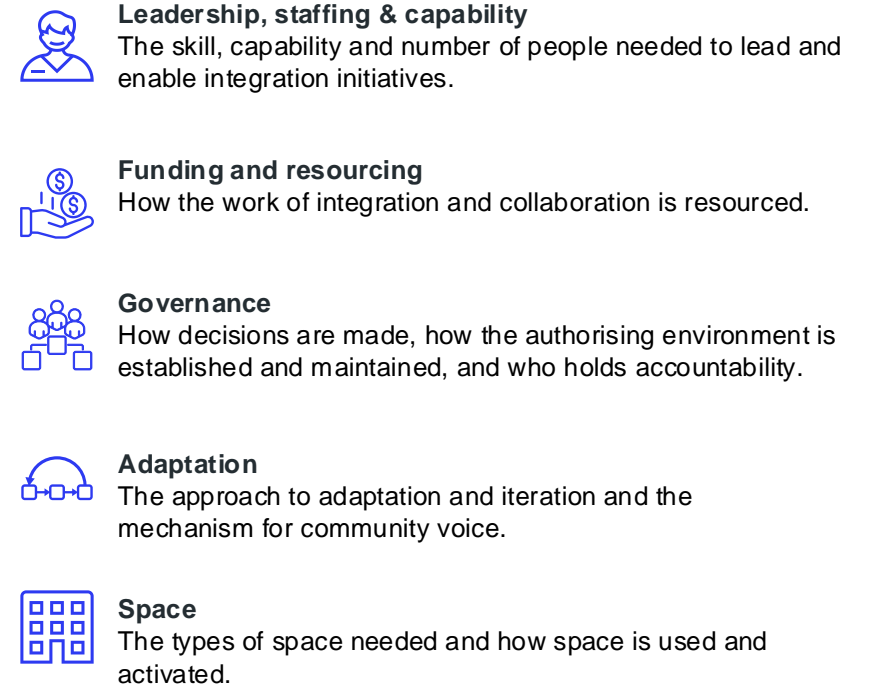 Leadership, staffing & capability
The skill, capability and number of people needed to lead and
enable integration initiatives.
Funding and resourcing
How the work of integration and collaboration is resourced.
Governance
How decisions are made, how the authorising environment is
established and maintained, and who holds accountability.
Adaptation
The approach to adaptation and iteration and the
mechanism for community voice.
Space
The types of space needed and how space is used and
activated.